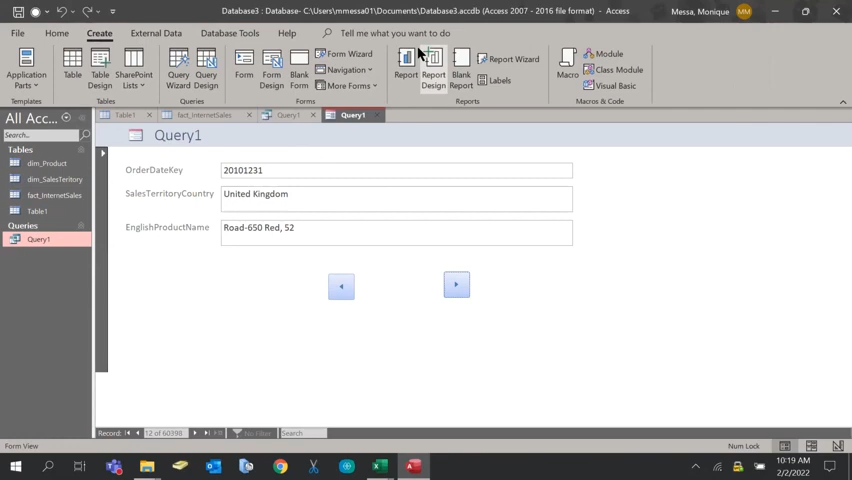 Database3 : Database- C:\Users\mmessa01\Documents\Database3.accdb (Access 2007 - 2016 file format) - Access
Messa, Monique
MM
File
Home
Create
External Data
Database Tools
Help
Tell me what you want to do
Application Parts
Table
Table Design
SharePoint Lists
Query Wizard
Query Design
Form
Form Design
Blank Form
Form Wizard
Navigation
More Forms
Report
Report Design
Blank Report
Report Wizard
Labels
Macro
Module
Class Module
Visual Basic
Templates
Tables
Queries
Forms
Reports
Macros & Code
All Acc...
Search...
Tables
dim_Product
dim_SalesTeritory
fact_InternetSales
Table1
Queries
Query1
Table1
fact_InternetSales
Query1
Query1
Query1
OrderDateKey
20101231
SalesTerritoryCountry
United Kingdom
EnglishProductName
Road-650 Red, 52
Record:
12 of 60398
No Filter
Search
Form View
Num Lock
10:19 AM
2/2/2022